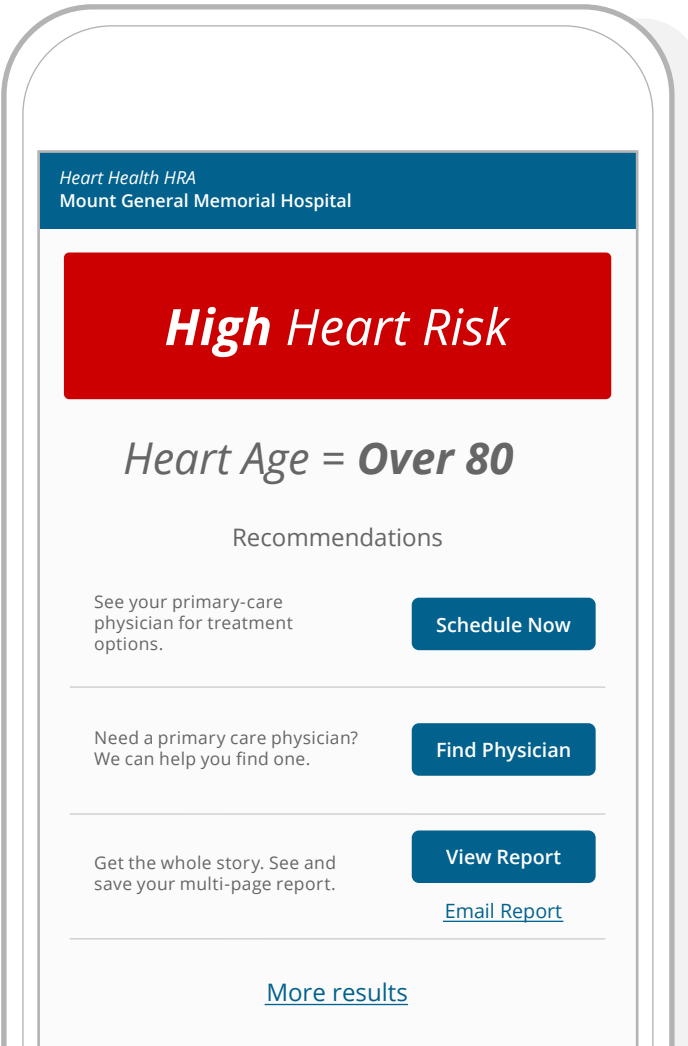 Heart Health HRA
Mount General Memorial Hospital
High Heart Risk
Heart Age = Over 80
Recommendations
See your primary-care
physician for treatment
options.
Schedule Now
Need a primary care physician?
We can help you find one.
Find Physician
Get the whole story. See and
save your multi-page report.
View Report
Email Report
More results